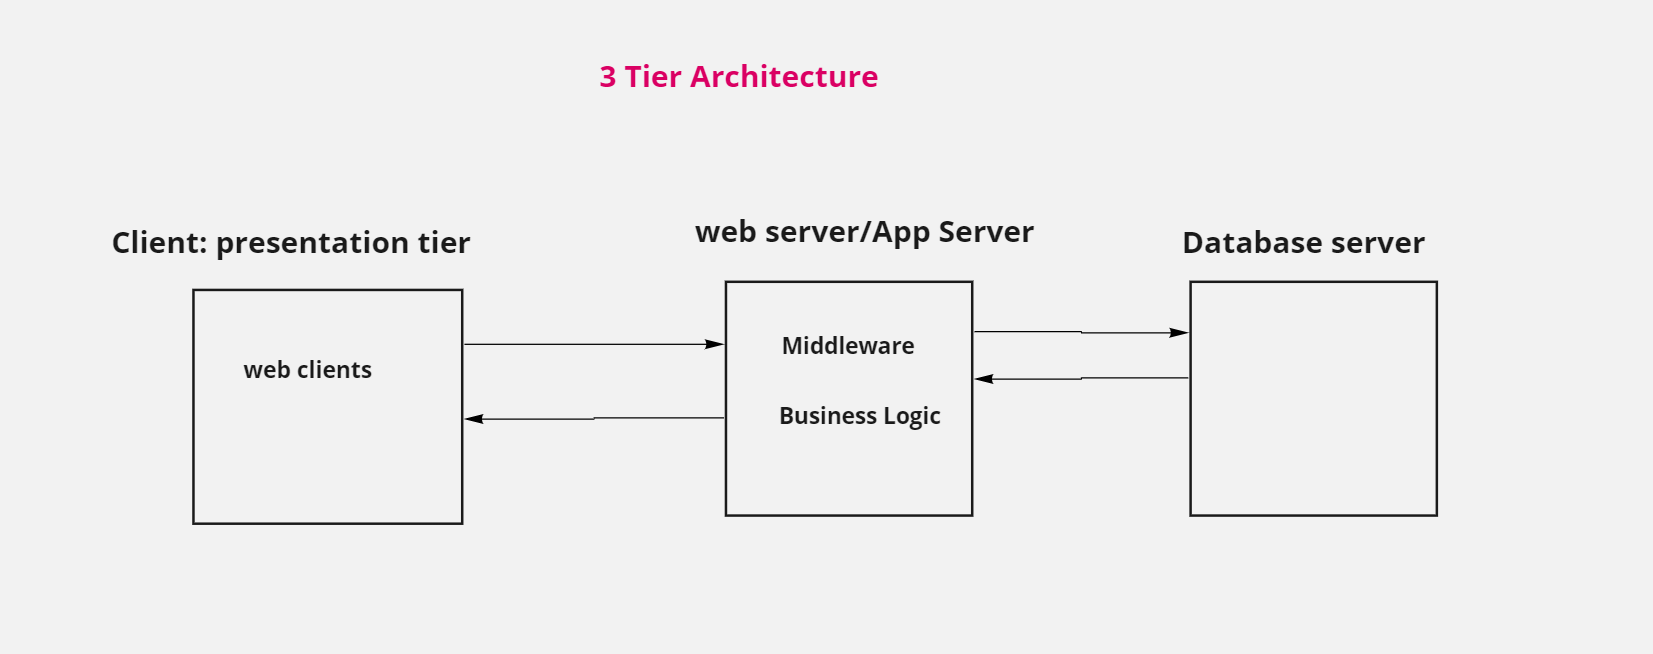 3 Tier Architecture
Client: presentation tier
web server/App Server
Database server
web clients
Middleware
Business Logic